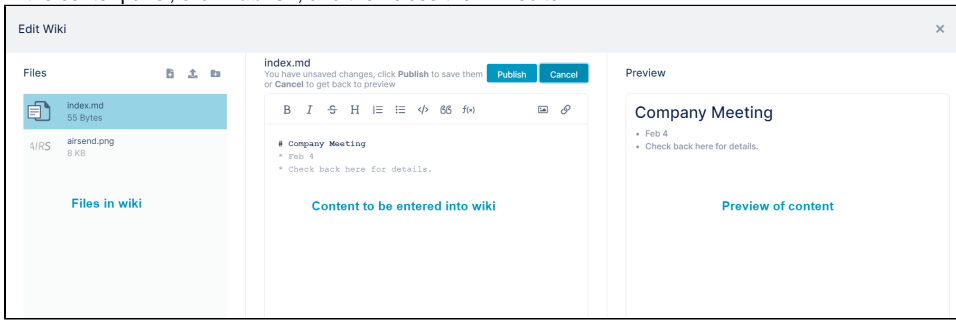 Edit Wiki
Files
index.md
55 Bytes
AIRS
airsend.png
8 KB
Files in wiki
index.md
You have unsaved changes, click Publish to save them
or Cancel to get back to preview
Publish
Cancel
B I S H f(x)
# Company Meeting
* Feb 4
* Check back here for details.
Content to be entered into wiki
Preview
Company Meeting
• Feb 4
• Check back here for details.
Preview of content